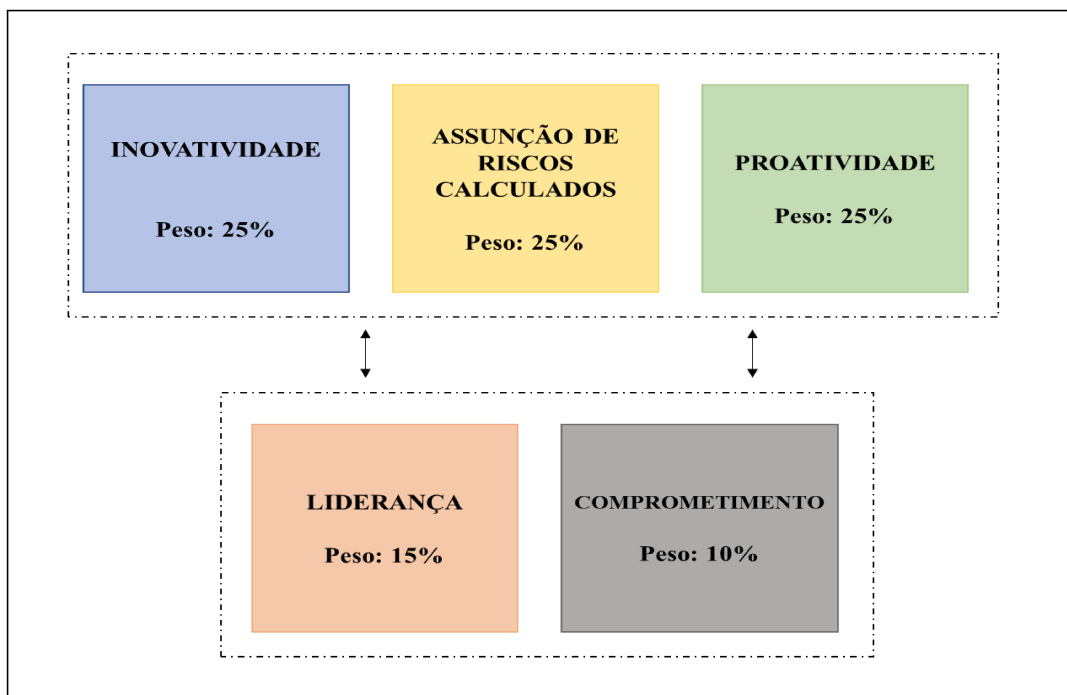 INOVATIVIDADE
Peso: 25%
ASSUNÇÃO DE
RISCOS
CALCULADOS
Peso: 25%
PROATIVIDADE
Peso: 25%
LIDERANÇA
Peso: 15%
COMPROMETIMENTO
Peso: 10%